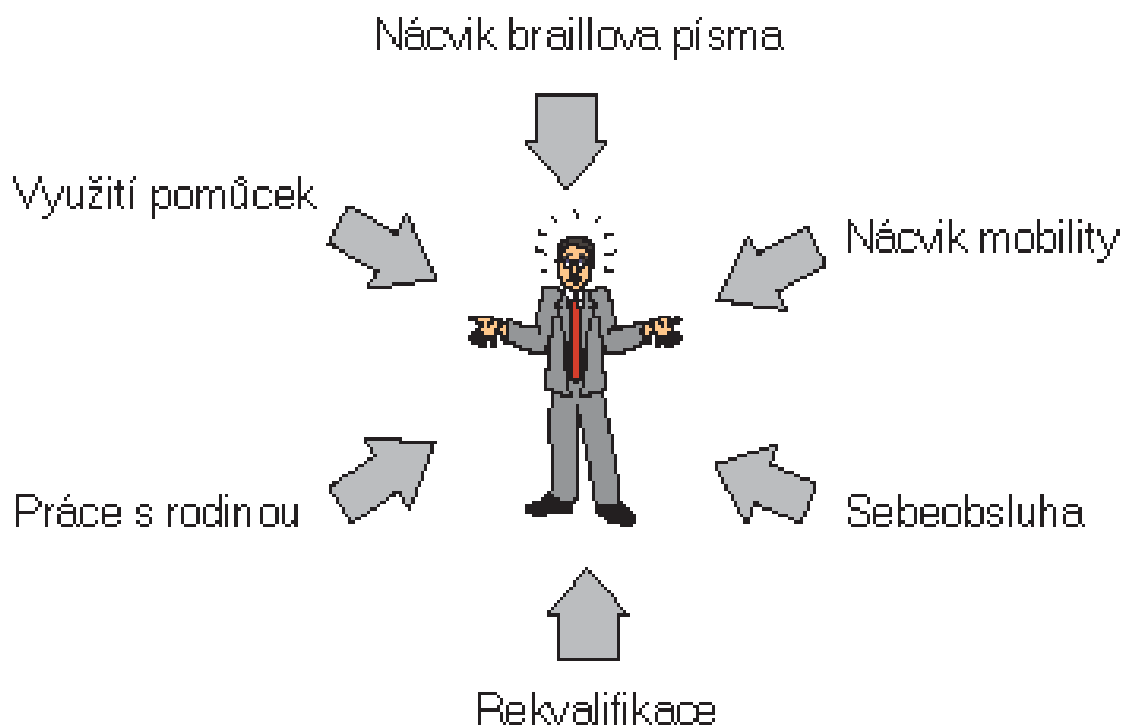 Nácvik braillova písma
Využití pomůcek
Nácvik mobility
Práce s rodinou
Sebeobsluha
Rekvalifikace